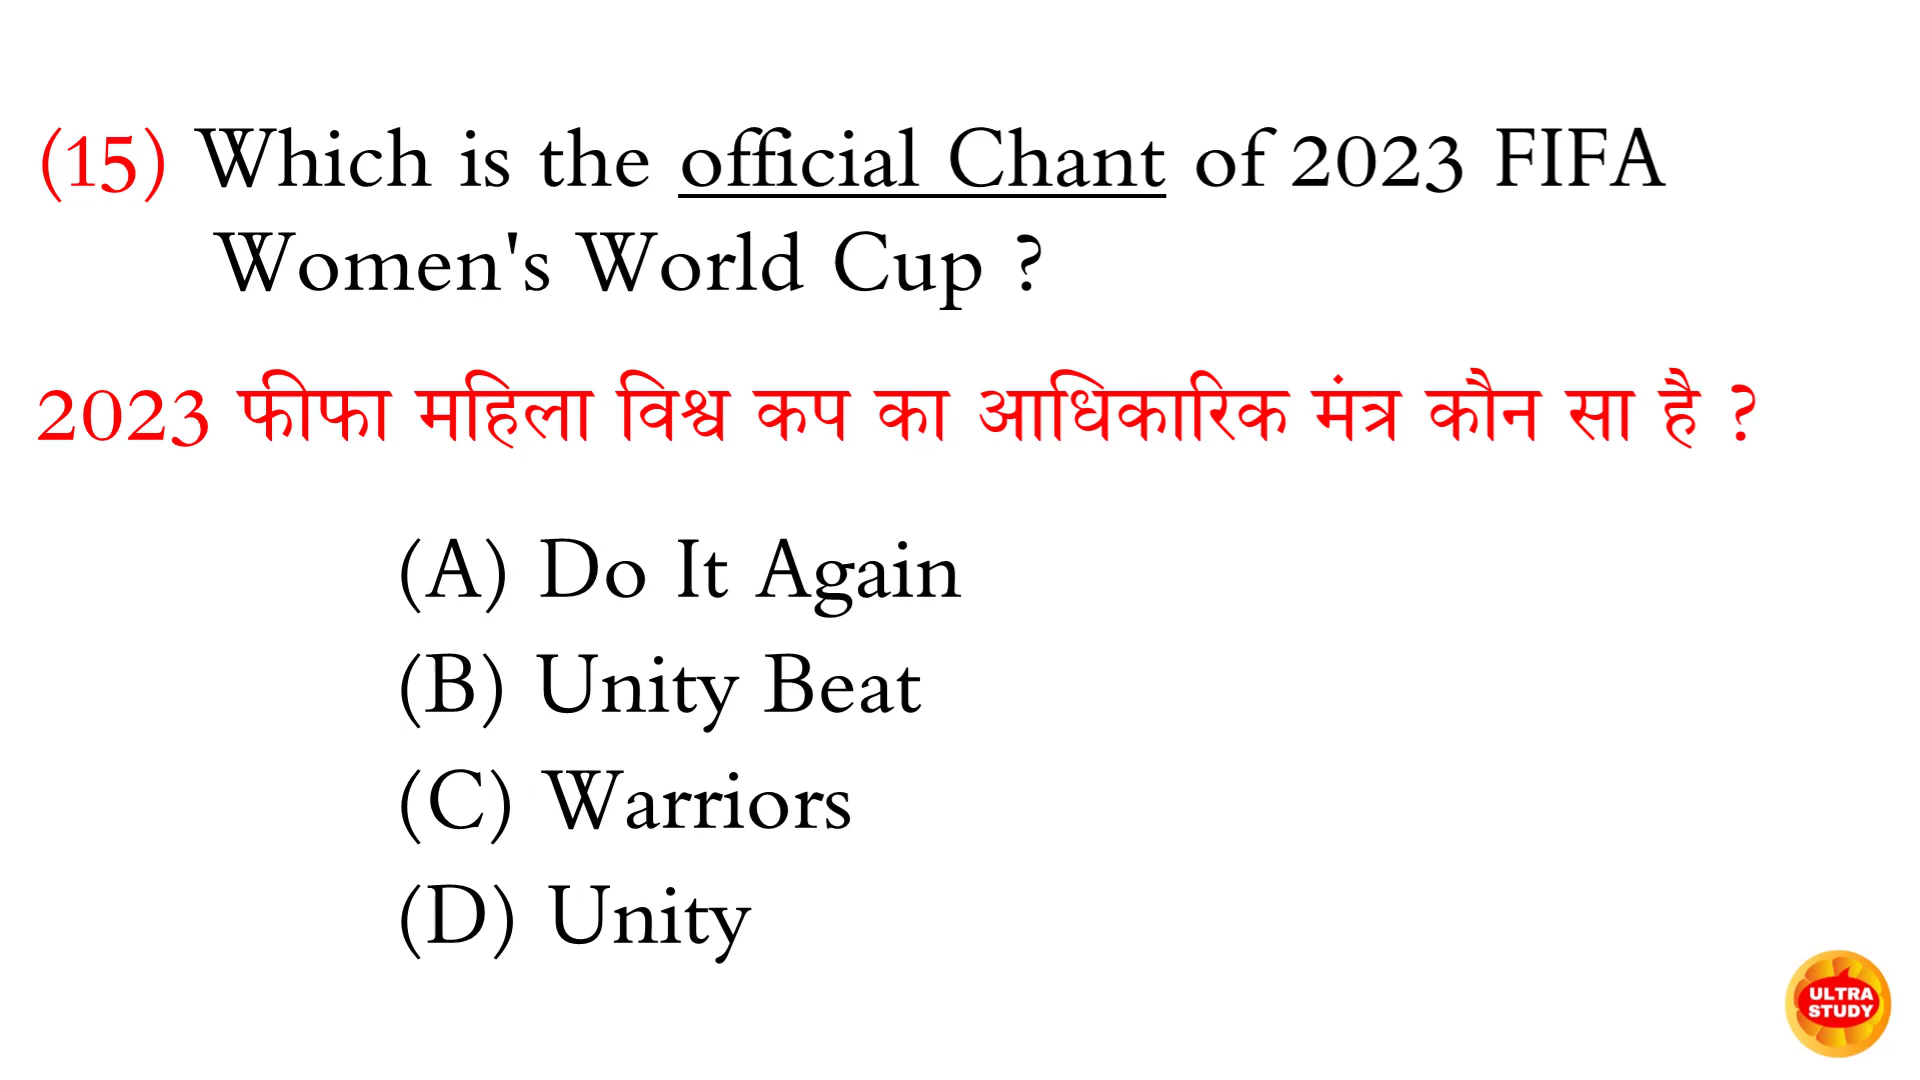 (15) Which is the official Chant of 2023 FIFA
Women's World Cup ?
2023 फीफा महिला विश्व कप का आधिकारिक मंत्र कौन सा है ?
(A) Do It Again
(B) Unity Beat
(C) Warriors
(D) Unity
ULTRA
STUDY